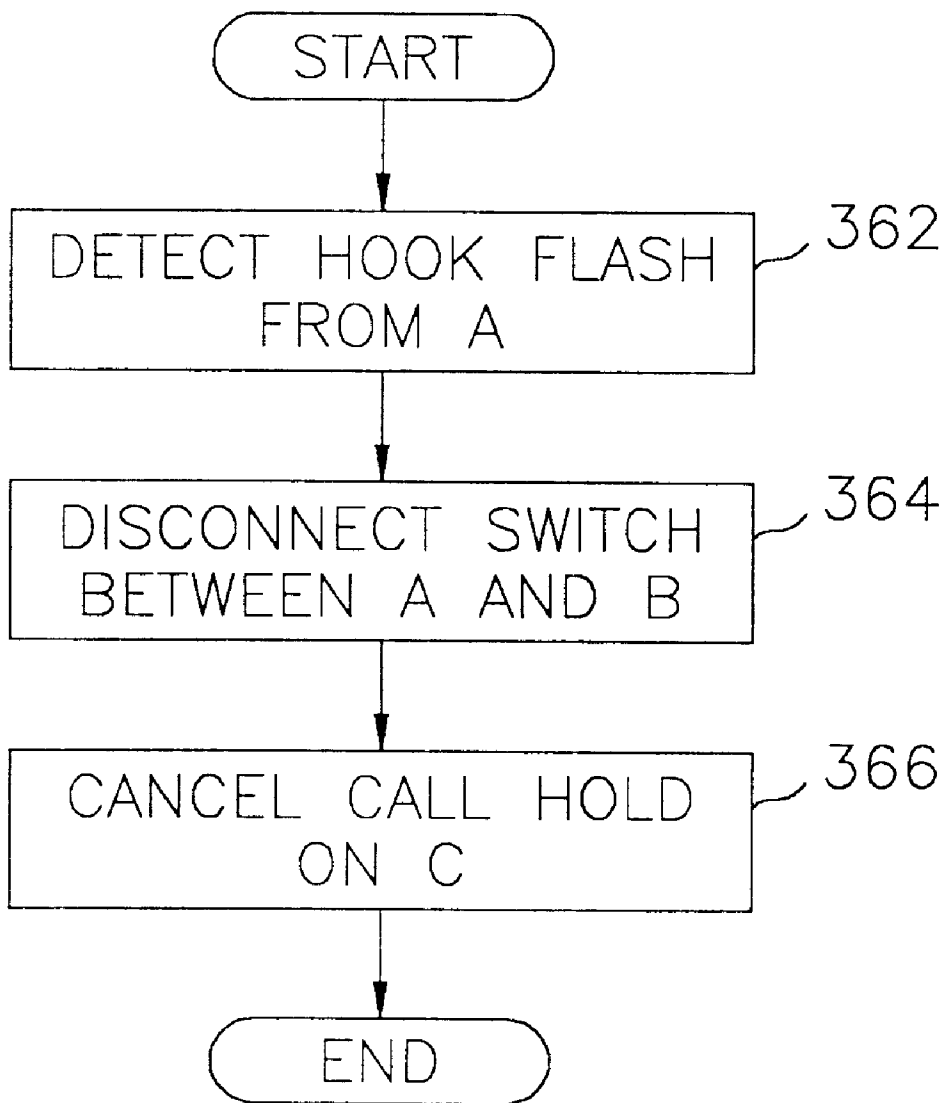 START
DETECT HOOK FLASH
FROM A
362
DISCONNECT SWITCH
BETWEEN A AND B
364
CANCEL CALL HOLD
ON C
366
END